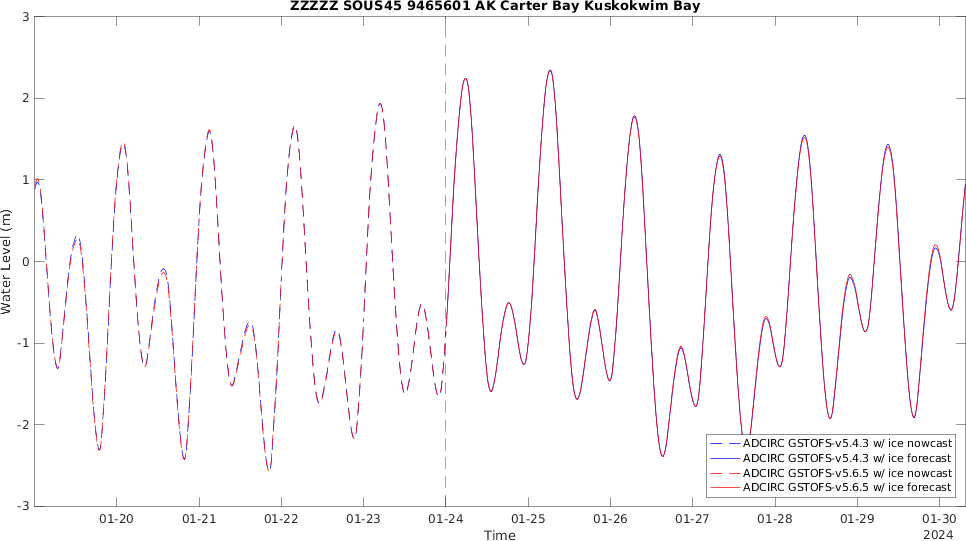 ZZZZZ SOUS45 9465601 AK Carter Bay Kuskokwim Bay
3
2
1
0
-1
-2
-3
Water Level (m)
ADCIRC GSTOFS-v5.4.3 w/ ice nowcast
ADCIRC GSTOFS-v5.4.3 w/ ice forecast
ADCIRC GSTOFS-v5.6.5 w/ ice nowcast
ADCIRC GSTOFS-v5.6.5 w/ ice forecast
01-20 01-21 01-22 01-23 01-24 01-25 01-26 01-27 01-28 01-29 01-30
Time 2024